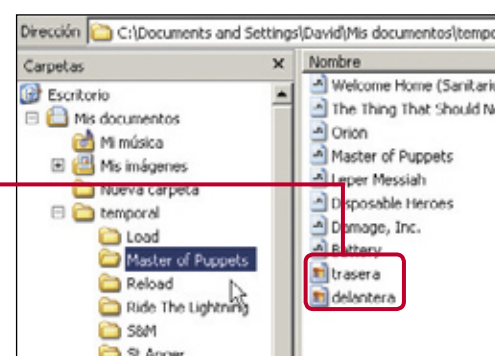 Dirección C:\Documents and Settings\David\Mis documentos\tempo
Carpetas
Escritorio
Mis documentos
Mi música
Mis imágenes
Nueva carpeta
temporal
Load
Master of Puppets
Reload
Ride The Lightning
S&M
St Anger
Nombre
Welcome Home (Sanitariu
The Thing That Should N
Orion
Master of Puppets
Leper Messiah
Disposable Heroes
Damage, Inc.
Battery
trasera
delantera